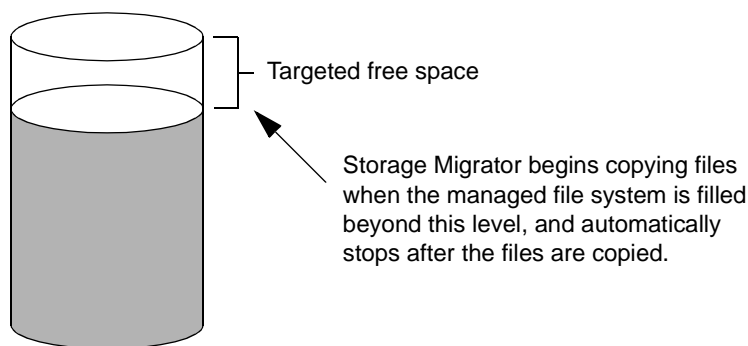 Targeted free space
Storage Migrator begins copying files
when the managed file system is filled
beyond this level, and automatically
stops after the files are copied.